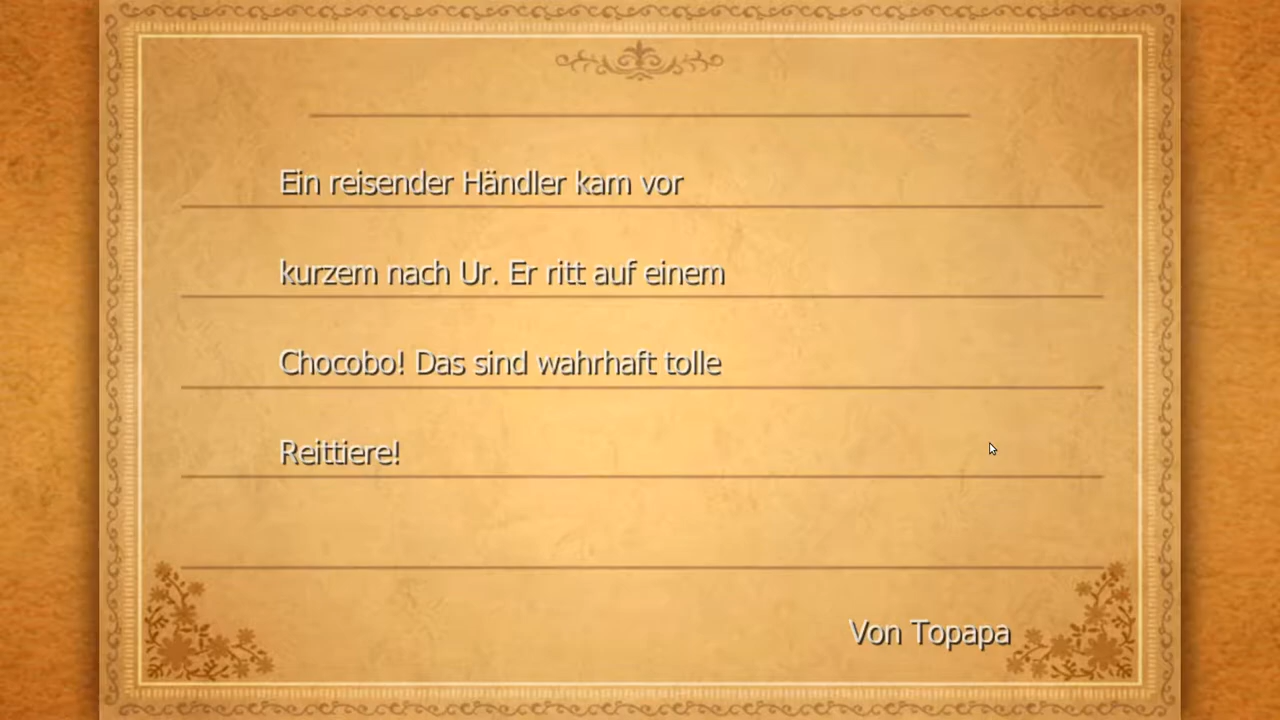 Ein reisender Händler kam vor
kurzem nach Ur. Er ritt auf einem
Chocobo! Das sind wahrhaft tolle
Reittiere!
Von Topapa